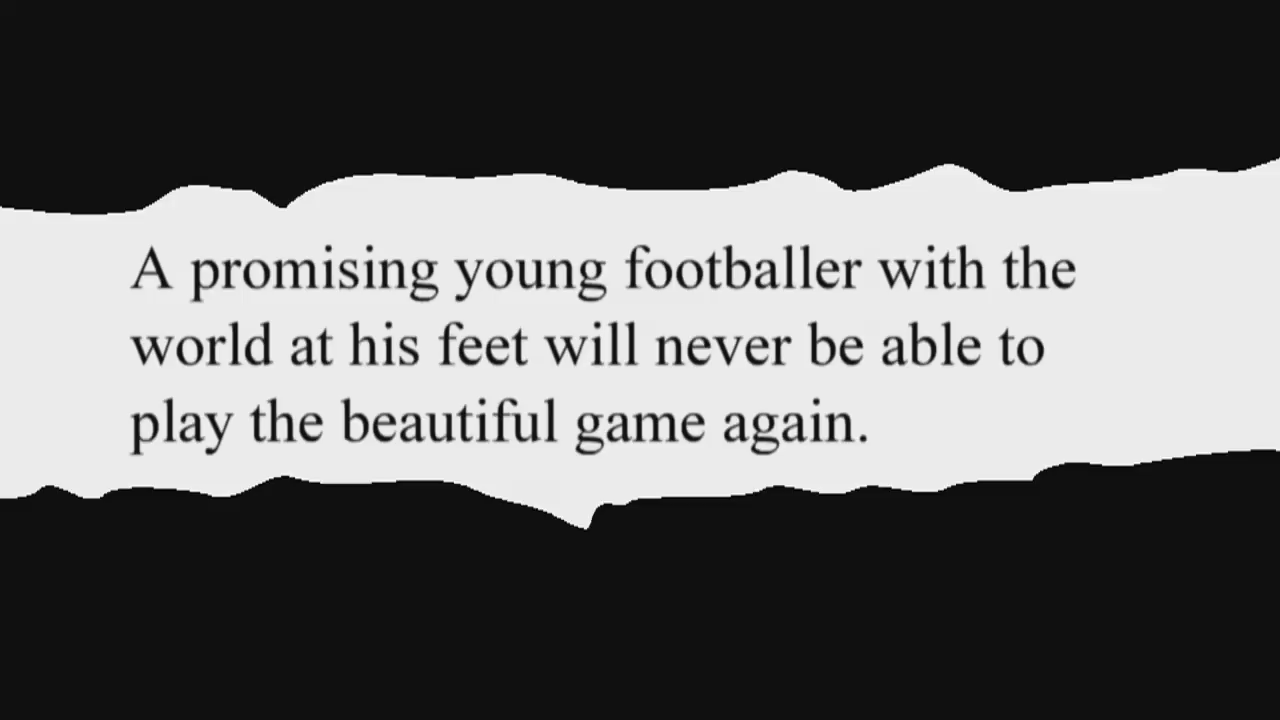 A promising young footballer with the
world at his feet will never be able to
play the beautiful game again.